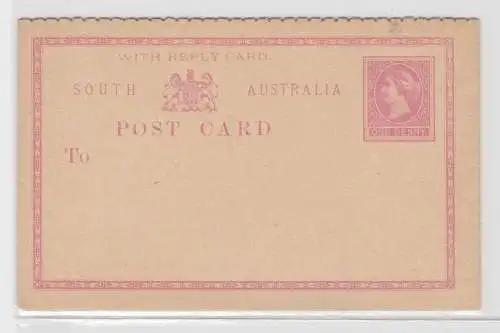 WITH REPLY CARD.
SOUTH AUSTRALIA
POST CARD
To
ONE PENNY